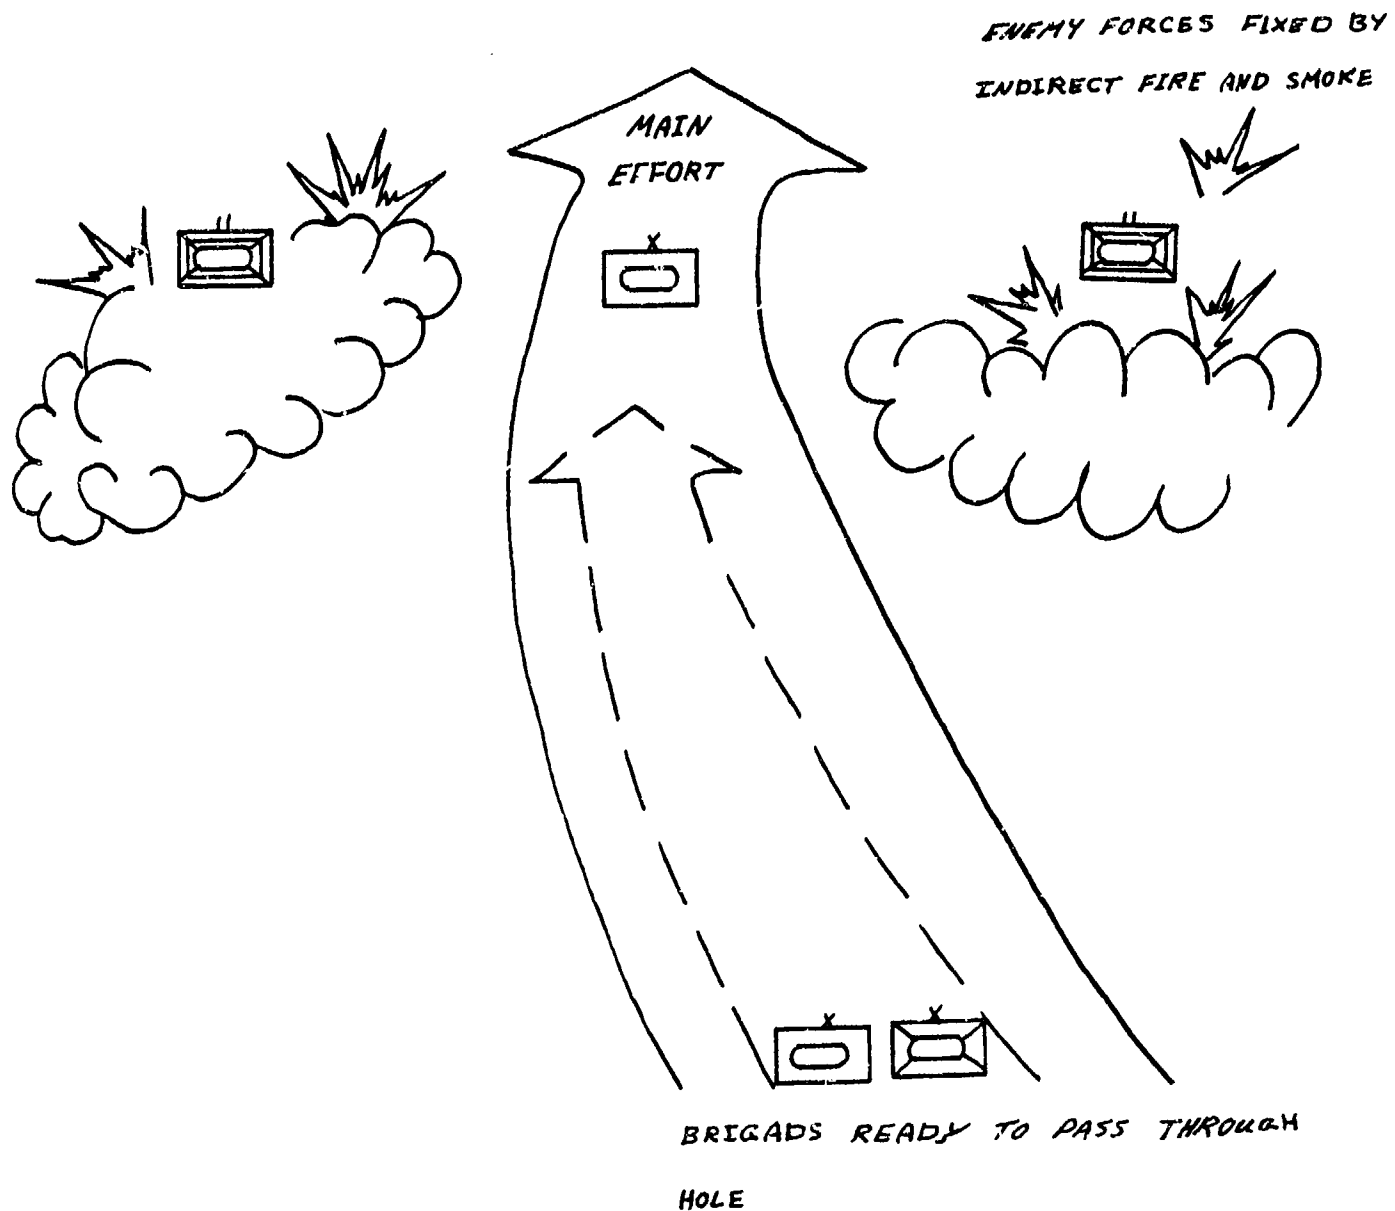 ENEMY FORCES FIXED BY
INDIRECT FIRE AND SMOKE
MAIN
EFFORT
X
X
X
BRIGADS READY TO PASS THROUGH
HOLE